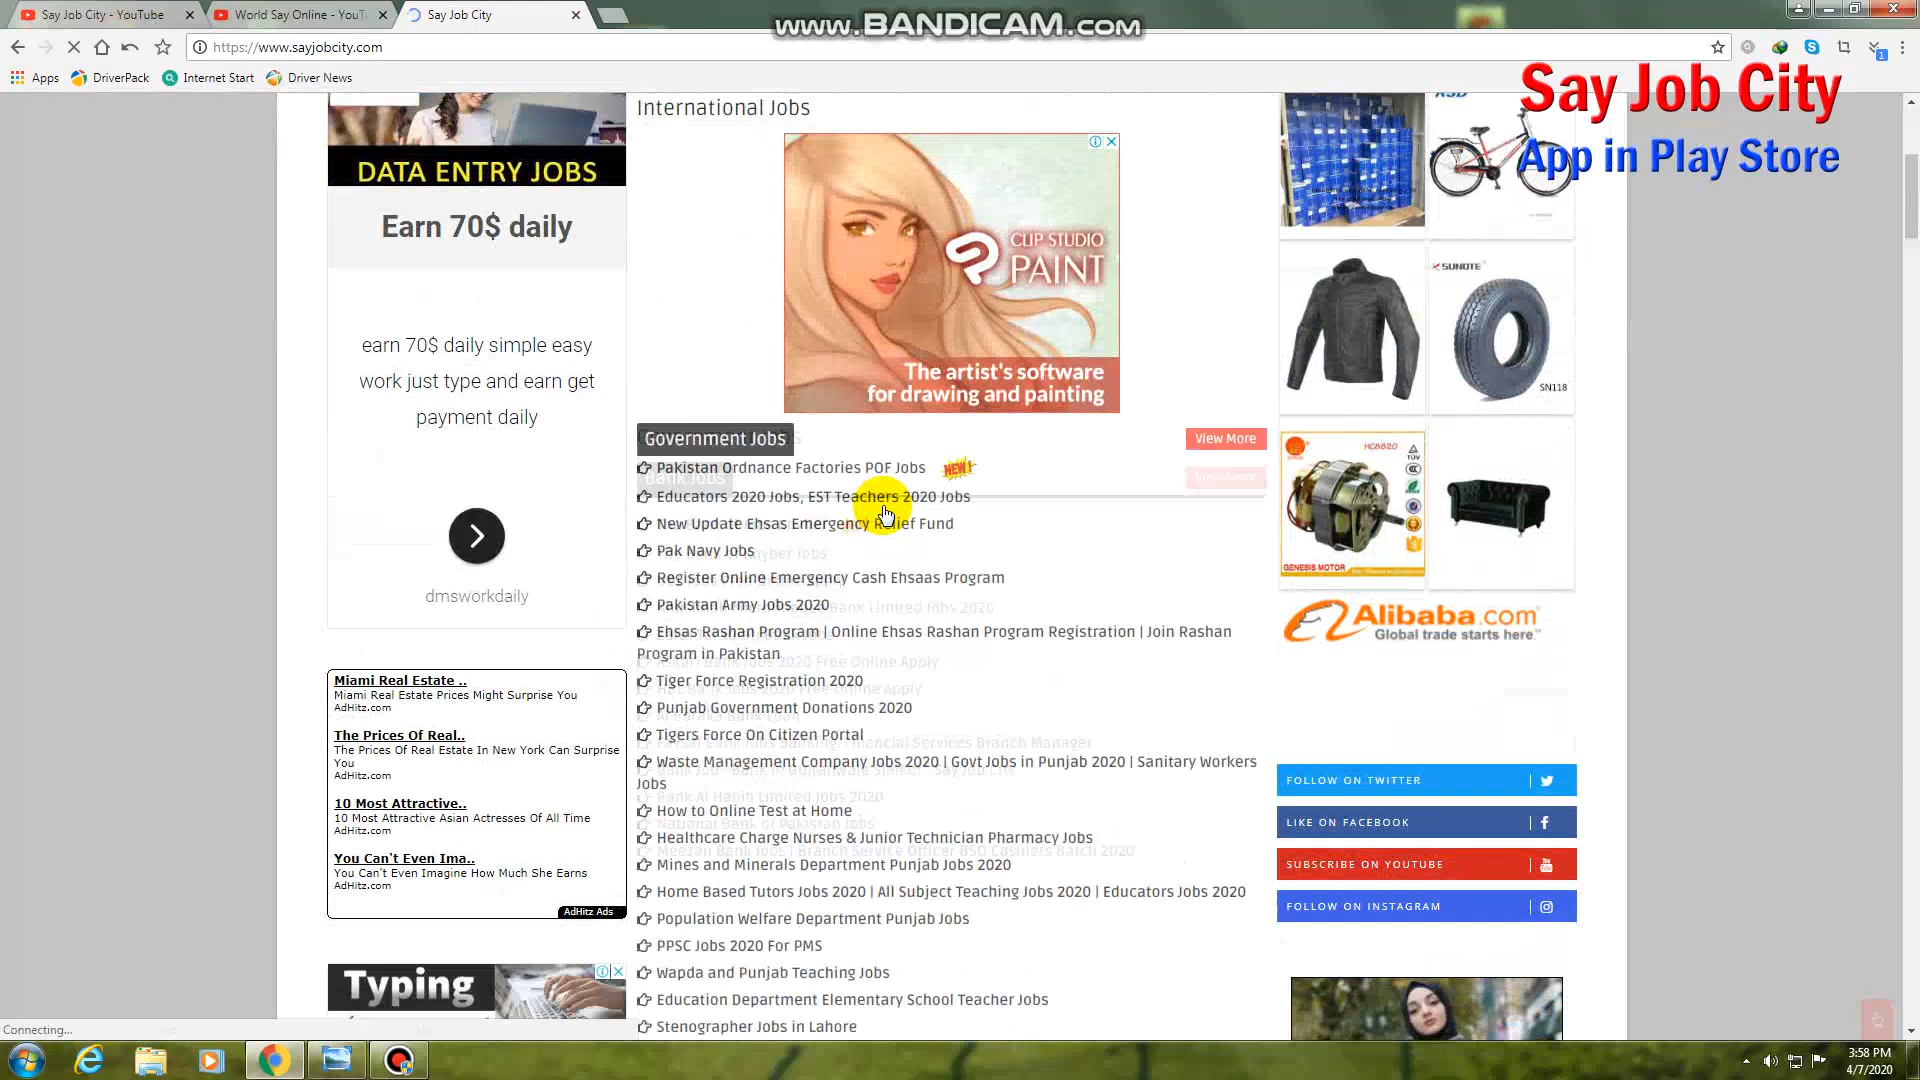 Say Job City - YouTube
World Say Online - YouT
Say Job City
www.BANDICAM.com
https://www.sayjobcity.com
1
Apps
DriverPack
Internet Start
Driver News
Say Job City
App in Play Store
International Jobs
DATA ENTRY JOBS
Earn 70$ daily
earn 70$ daily simple easy
work just type and earn get
payment daily
dmsworkdaily
CLIP STUDIO
PAINT
The artist's software
for drawing and painting
Government Jobs
View More
Bank Jobs
Pakistan Ordnance Factories POF Jobs
NEW!
Educators 2020 Jobs, EST Teachers 2020 Jobs
New Update Ehsas Emergency Relief Fund
Pak Navy Jobs
Register Online Emergency Cash Ehsaas Program
Pakistan Army Jobs 2020
Ehsas Rashan Program | Online Ehsas Rashan Program Registration | Join Rashan
Program in Pakistan
Tiger Force Registration 2020
Punjab Government Donations 2020
Tigers Force On Citizen Portal
Waste Management Company Jobs 2020 | Govt Jobs in Punjab 2020 | Sanitary Workers
Jobs
How to Online Test at Home
Healthcare Charge Nurses & Junior Technician Pharmacy Jobs
Mines and Minerals Department Punjab Jobs 2020
Home Based Tutors Jobs 2020 | All Subject Teaching Jobs 2020 | Educators Jobs 2020
Population Welfare Department Punjab Jobs
PPSC Jobs 2020 For PMS
Wapda and Punjab Teaching Jobs
Education Department Elementary School Teacher Jobs
Stenographer Jobs in Lahore
Miami Real Estate ..
Miami Real Estate Prices Might Surprise You
AdHitz.com
The Prices Of Real..
The Prices Of Real Estate In New York Can Surprise
You
AdHitz.com
10 Most Attractive..
10 Most Attractive Asian Actresses Of All Time
AdHitz.com
You Can't Even Ima..
You Can't Even Imagine How Much She Earns
AdHitz.com
AdHitz Ads
Typing
SUNOTE
SN118
HC8820
GENESIS MOTOR
Alibaba.com
Global trade starts here.™
FOLLOW ON TWITTER
LIKE ON FACEBOOK
SUBSCRIBE ON YOUTUBE
FOLLOW ON INSTAGRAM
Connecting...
3:58 PM
4/7/2020